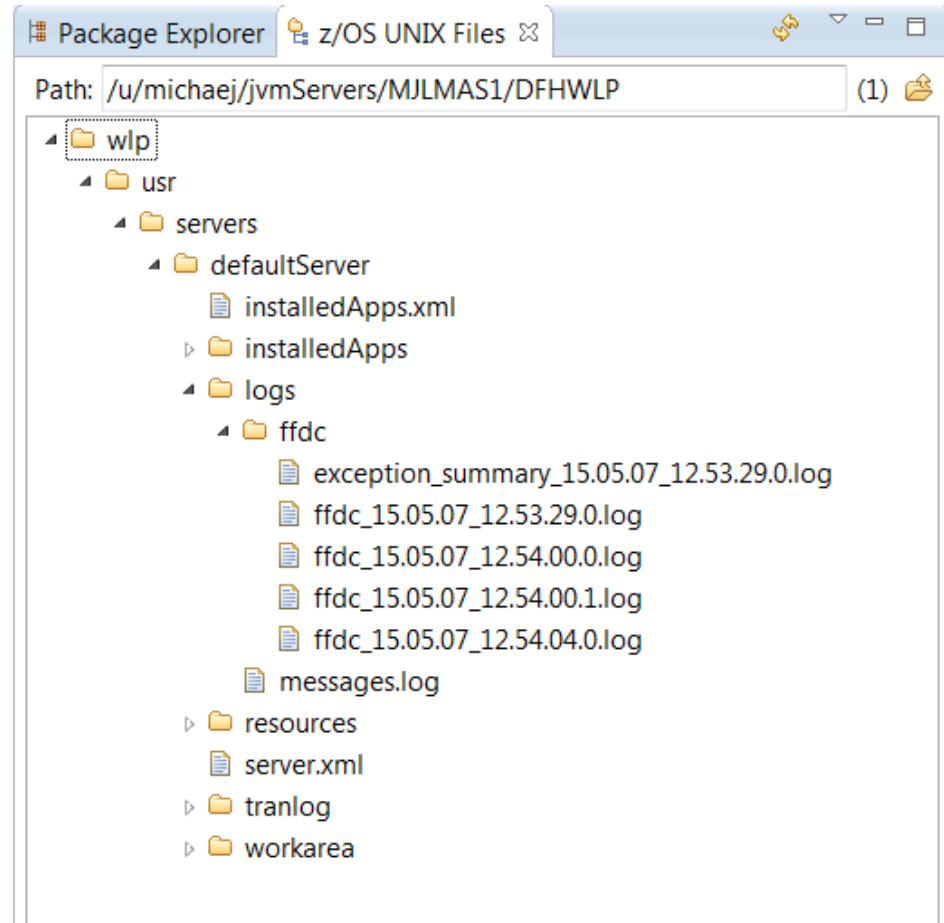 Package Explorer z/OS UNIX Files
Path: /u/michaej/jvmServers/MJLMAS1/DFHWLP (1)
wlp
usr
servers
defaultServer
installedApps.xml
installedApps
logs
ffdc
exception_summary_15.05.07_12.53.29.0.log
ffdc_15.05.07_12.53.29.0.log
ffdc_15.05.07_12.54.00.0.log
ffdc_15.05.07_12.54.00.1.log
ffdc_15.05.07_12.54.04.0.log
messages.log
resources
server.xml
tranlog
workarea